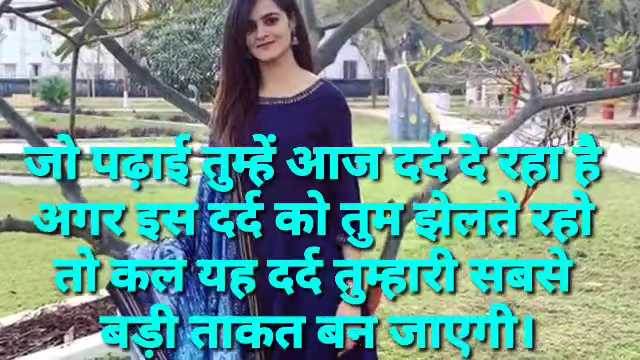 जो पढ़ाई तुम्हें आज दर्द दे रहा है
अगर इस दर्द को तुम झेलते रहो
तो कल यह दर्द तुम्हारी सबसे
बड़ी ताकत बन जाएगी।